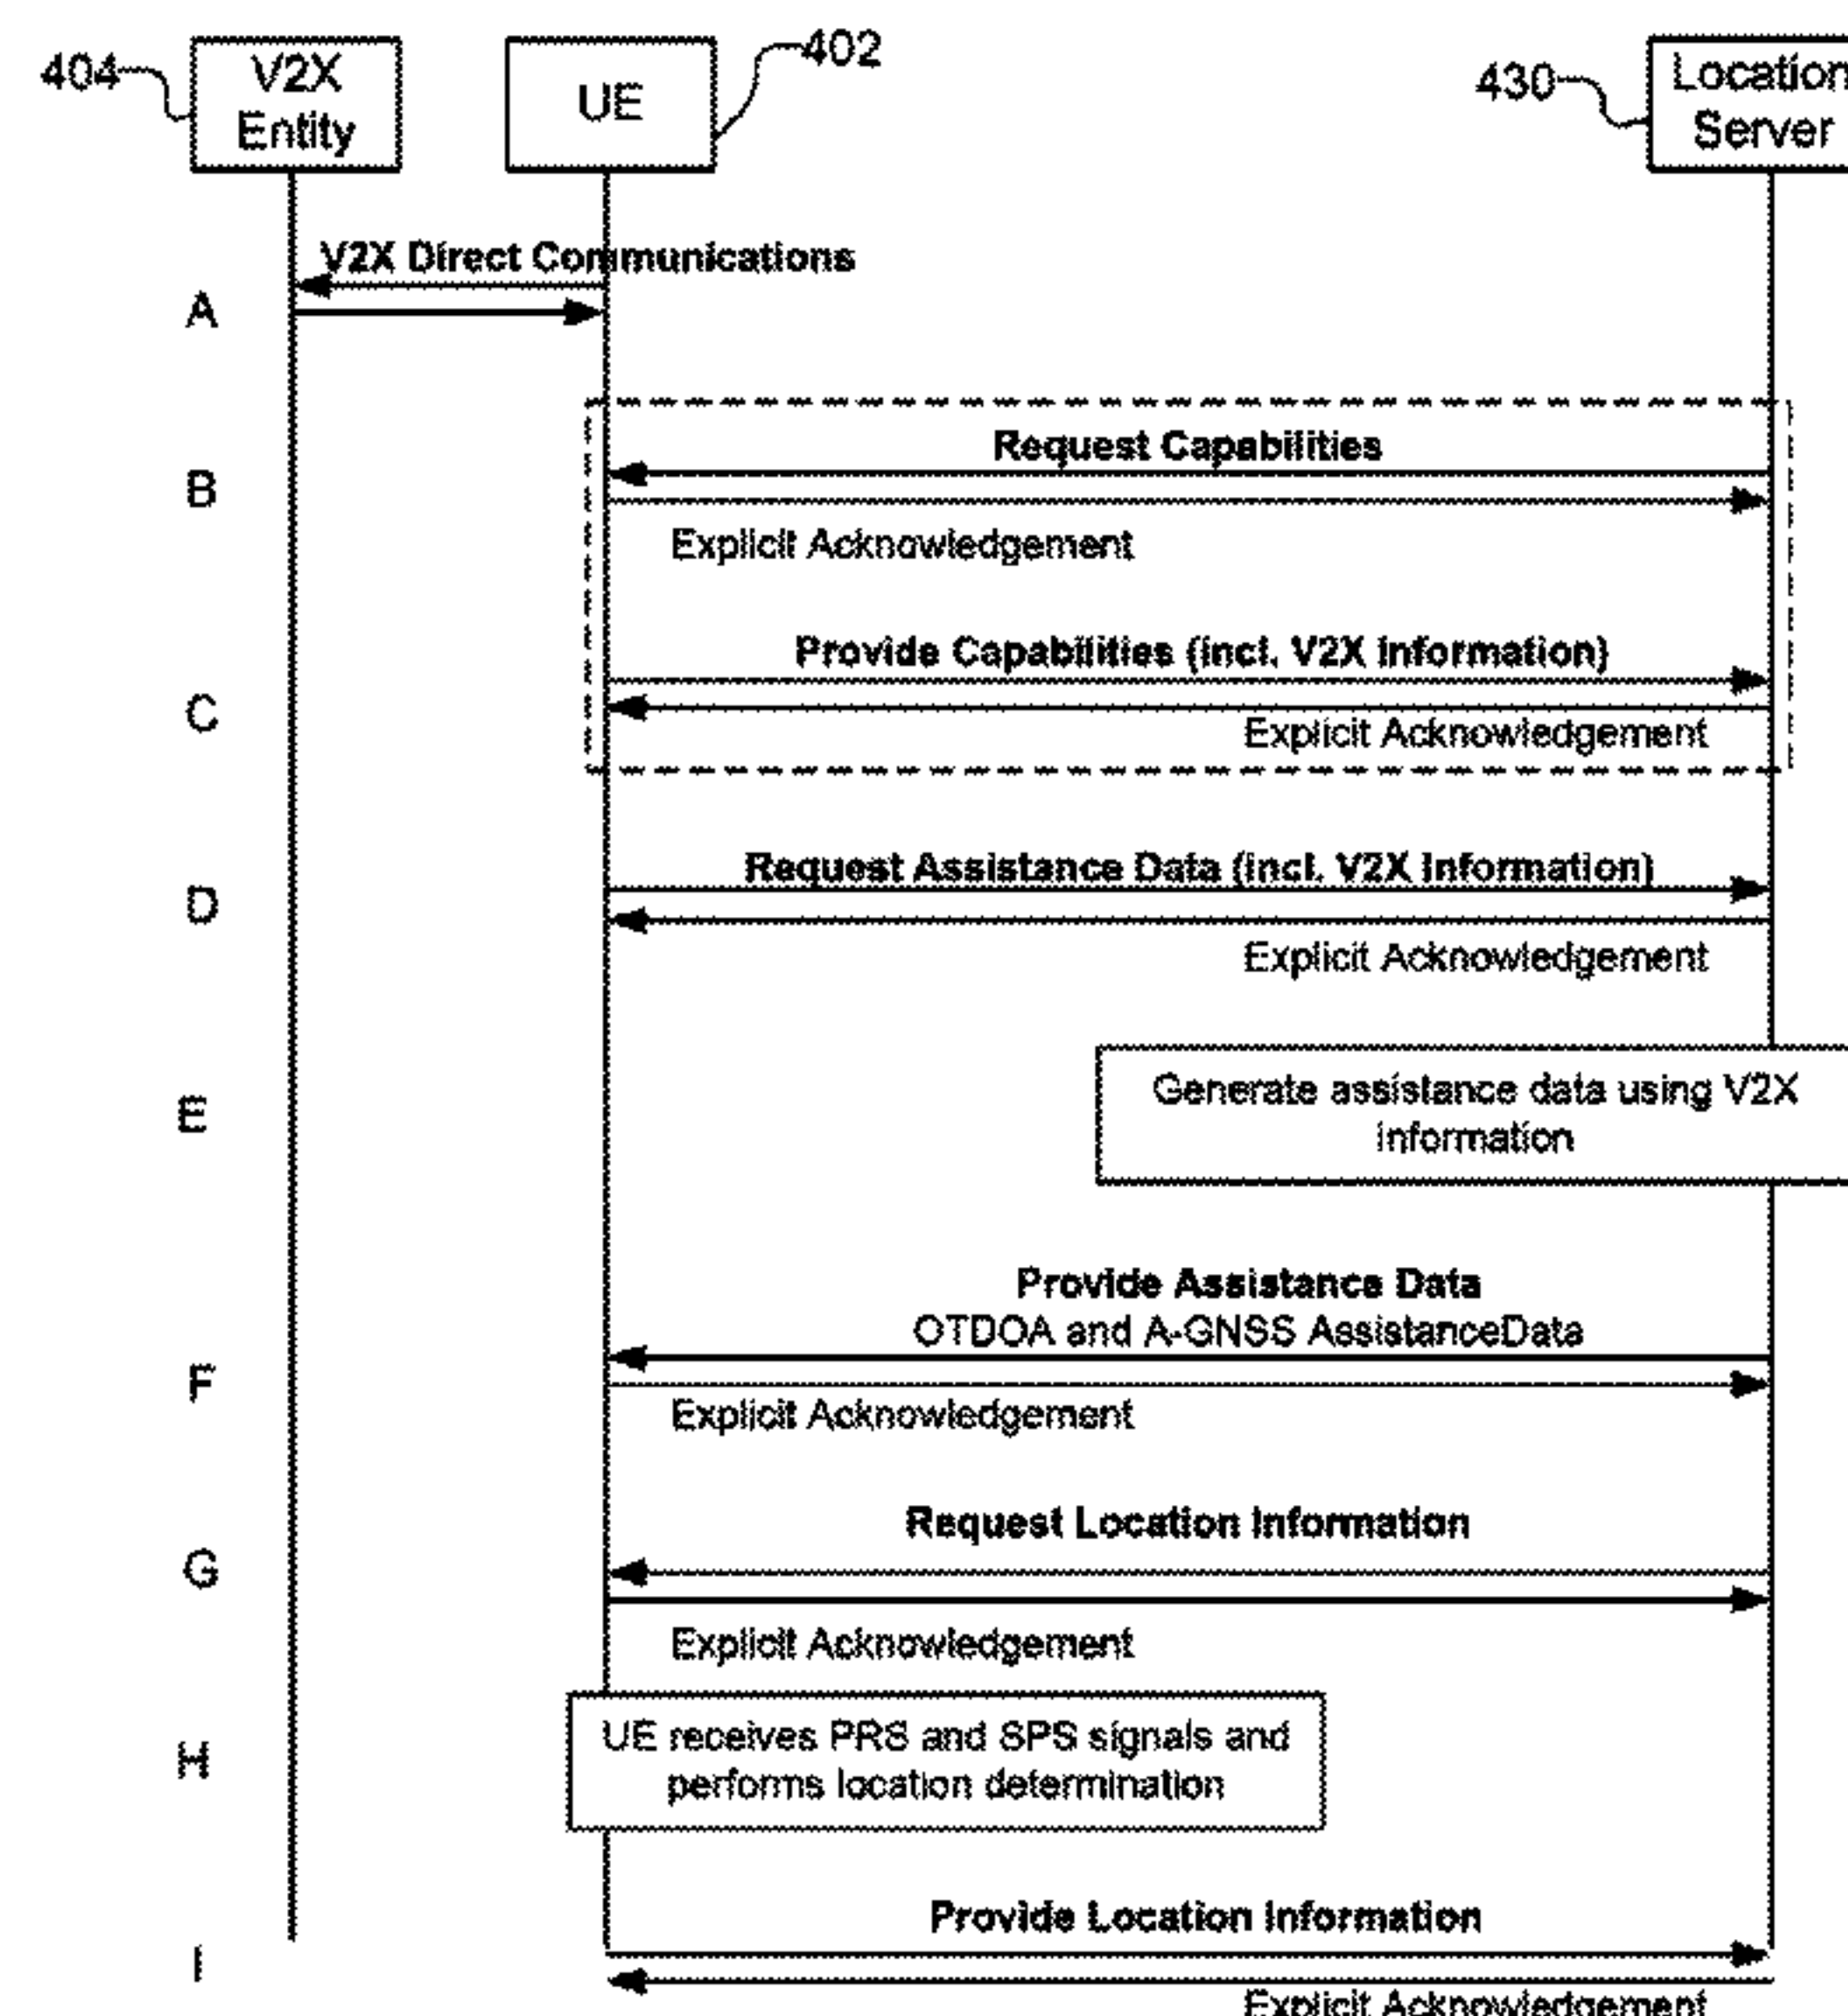 404
V2X
Entity
UE
402
430
Location
Server
V2X Direct Communications
A
Request Capabilities
B
Explicit Acknowledgement
Provide Capabilities (incl. V2X Information)
C
Explicit Acknowledgement
Request Assistance Data (incl. V2X Information)
D
Explicit Acknowledgement
Generate assistance data using V2X
Information
E
Provide Assistance Data
OTDOA and A-GNSS AssistanceData
F
Explicit Acknowledgement
Request Location Information
G
Explicit Acknowledgement
UE receives PRS and SPS signals and
performs location determination
H
Provide Location Information
I
Explicit Acknowledgement